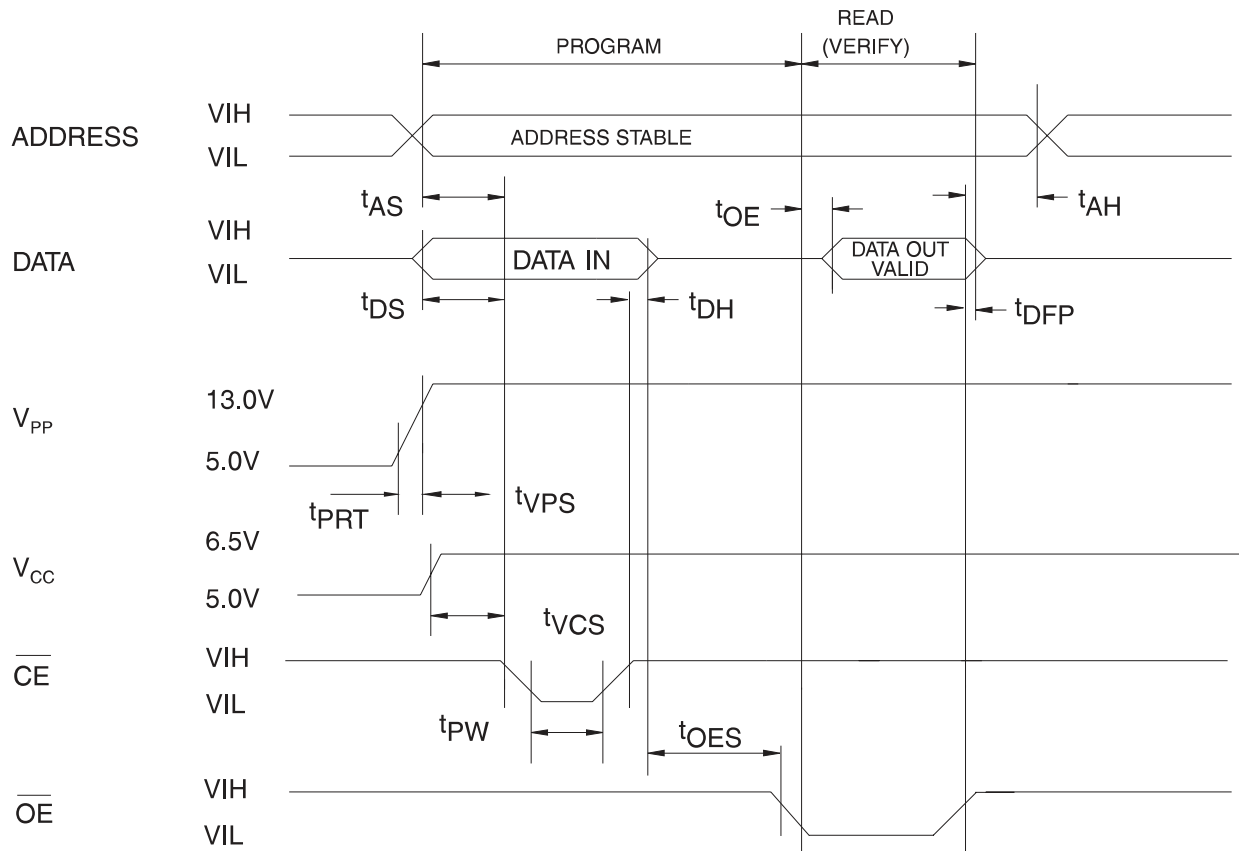 READ
PROGRAM (VERIFY)
VIH
ADDRESS ADDRESS STABLE
VIL
tAS tOE tAH
VIH
DATA DATA IN DATA OUT VALID
VIL
tDS tDH tDFP
13.0V
VPP
5.0V
tPRT tVPS
6.5V
VCC
5.0V
tVCS
VIH
CE
VIL
tPW tOES
VIH
OE
VIL